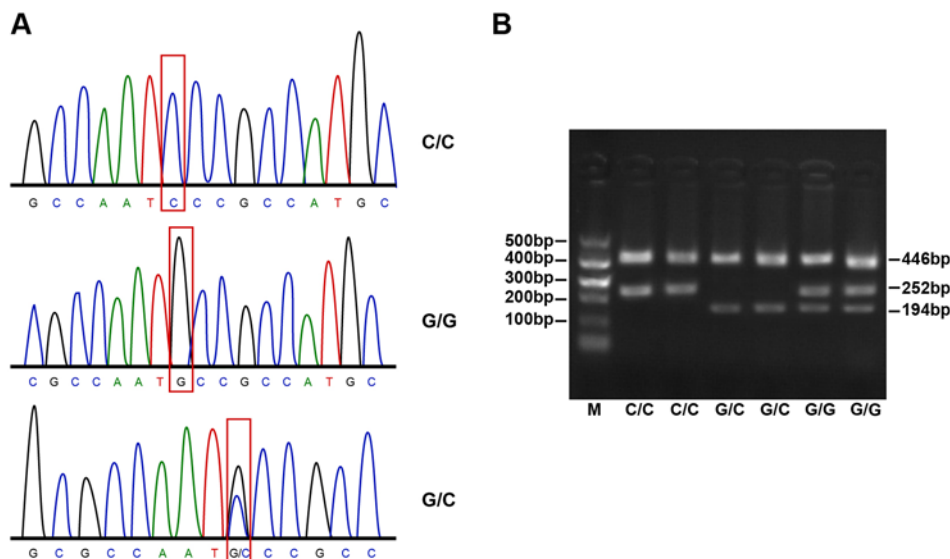 A
C/C
G C C A A T C C C G C C A T G C
C G C C A A T G C C G C C A T G C
G/G
G C G C C A A T G/C C C G C C
G/C
B
500bp
400bp
300bp
200bp
100bp
446bp
252bp
194bp
M C/C C/C G/C G/C G/G G/G